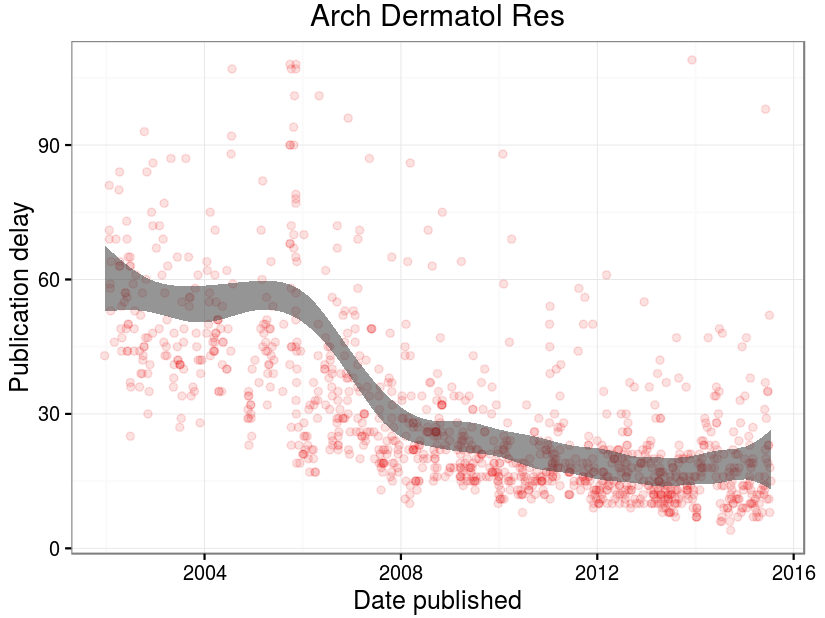 Arch Dermatol Res
Publication delay
90
60
30
0
2004 2008 2012 2016
Date published